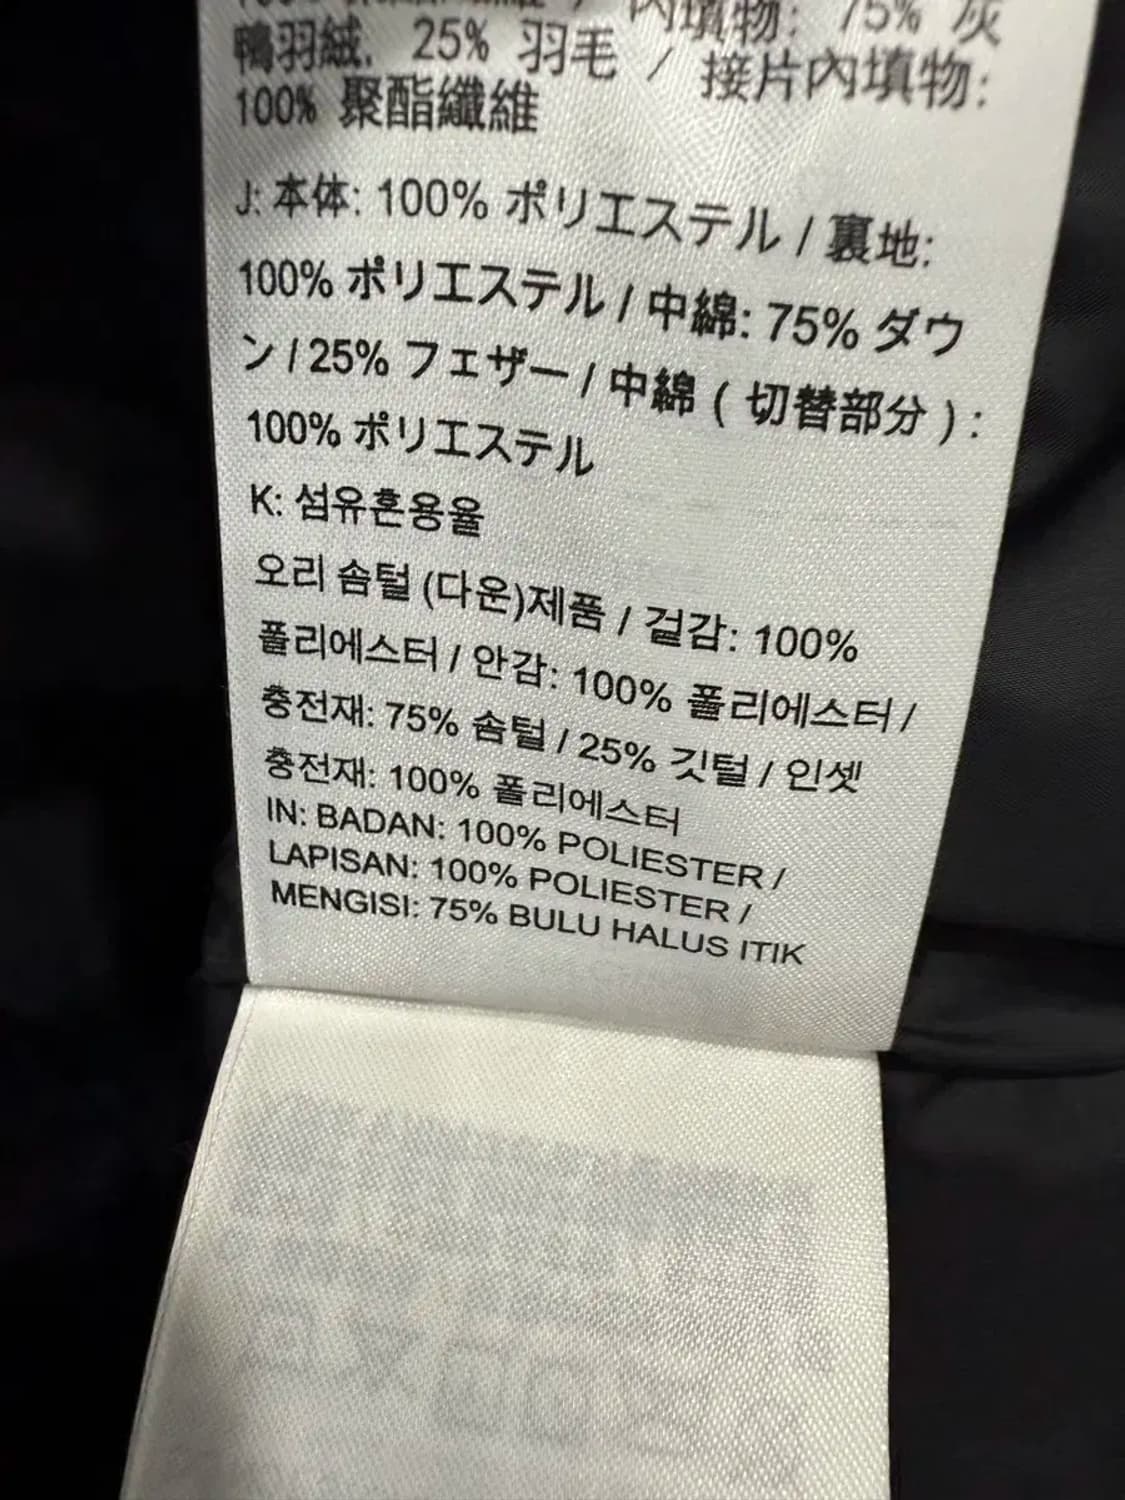 內填物: 75% 灰
鴨羽絨, 25% 羽毛 / 接片內填物:
100% 聚酯纖維
J: 本体: 100% ポリエステル / 裏地:
100% ポリエステル / 中綿: 75% ダウ
ン / 25% フェザー / 中綿 ( 切替部分 ) :
100% ポリエステル
K: 섬유혼용율
오리 솜털 (다운)제품 / 겉감: 100%
폴리에스터 / 안감: 100% 폴리에스터 /
충전재: 75% 솜털 / 25% 깃털 / 인셋
충전재: 100% 폴리에스터
IN: BADAN: 100% POLIESTER /
LAPISAN: 100% POLIESTER /
MENGISI: 75% BULU HALUS ITIK